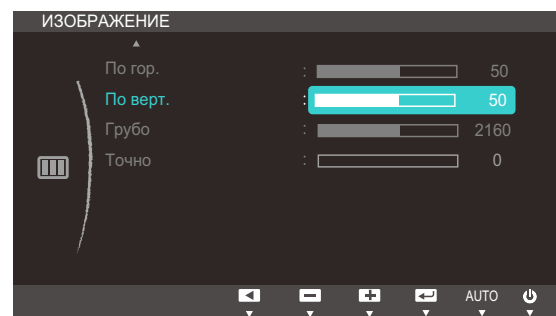 ИЗОБРАЖЕНИЕ
По гор. : 50
По верт. : 50
Грубо : 2160
Точно : 0
AUTO